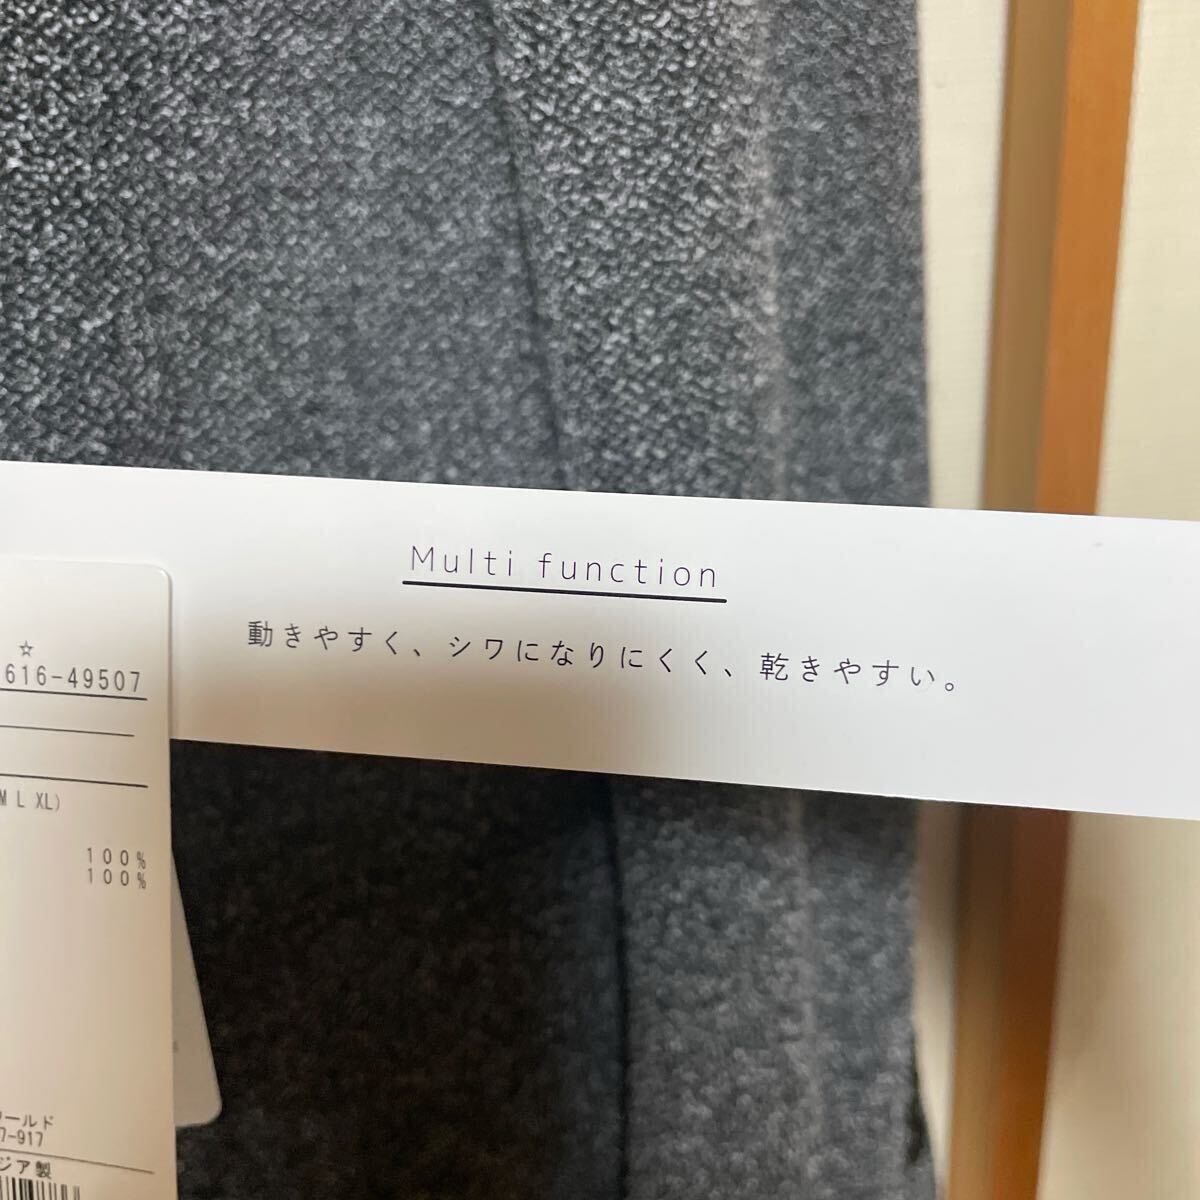 Multi function
動きやすく、シワになりにくく、乾きやすい。
☆
616-49507
M L XL)
100%
100%
ールド
7-917
ジア製